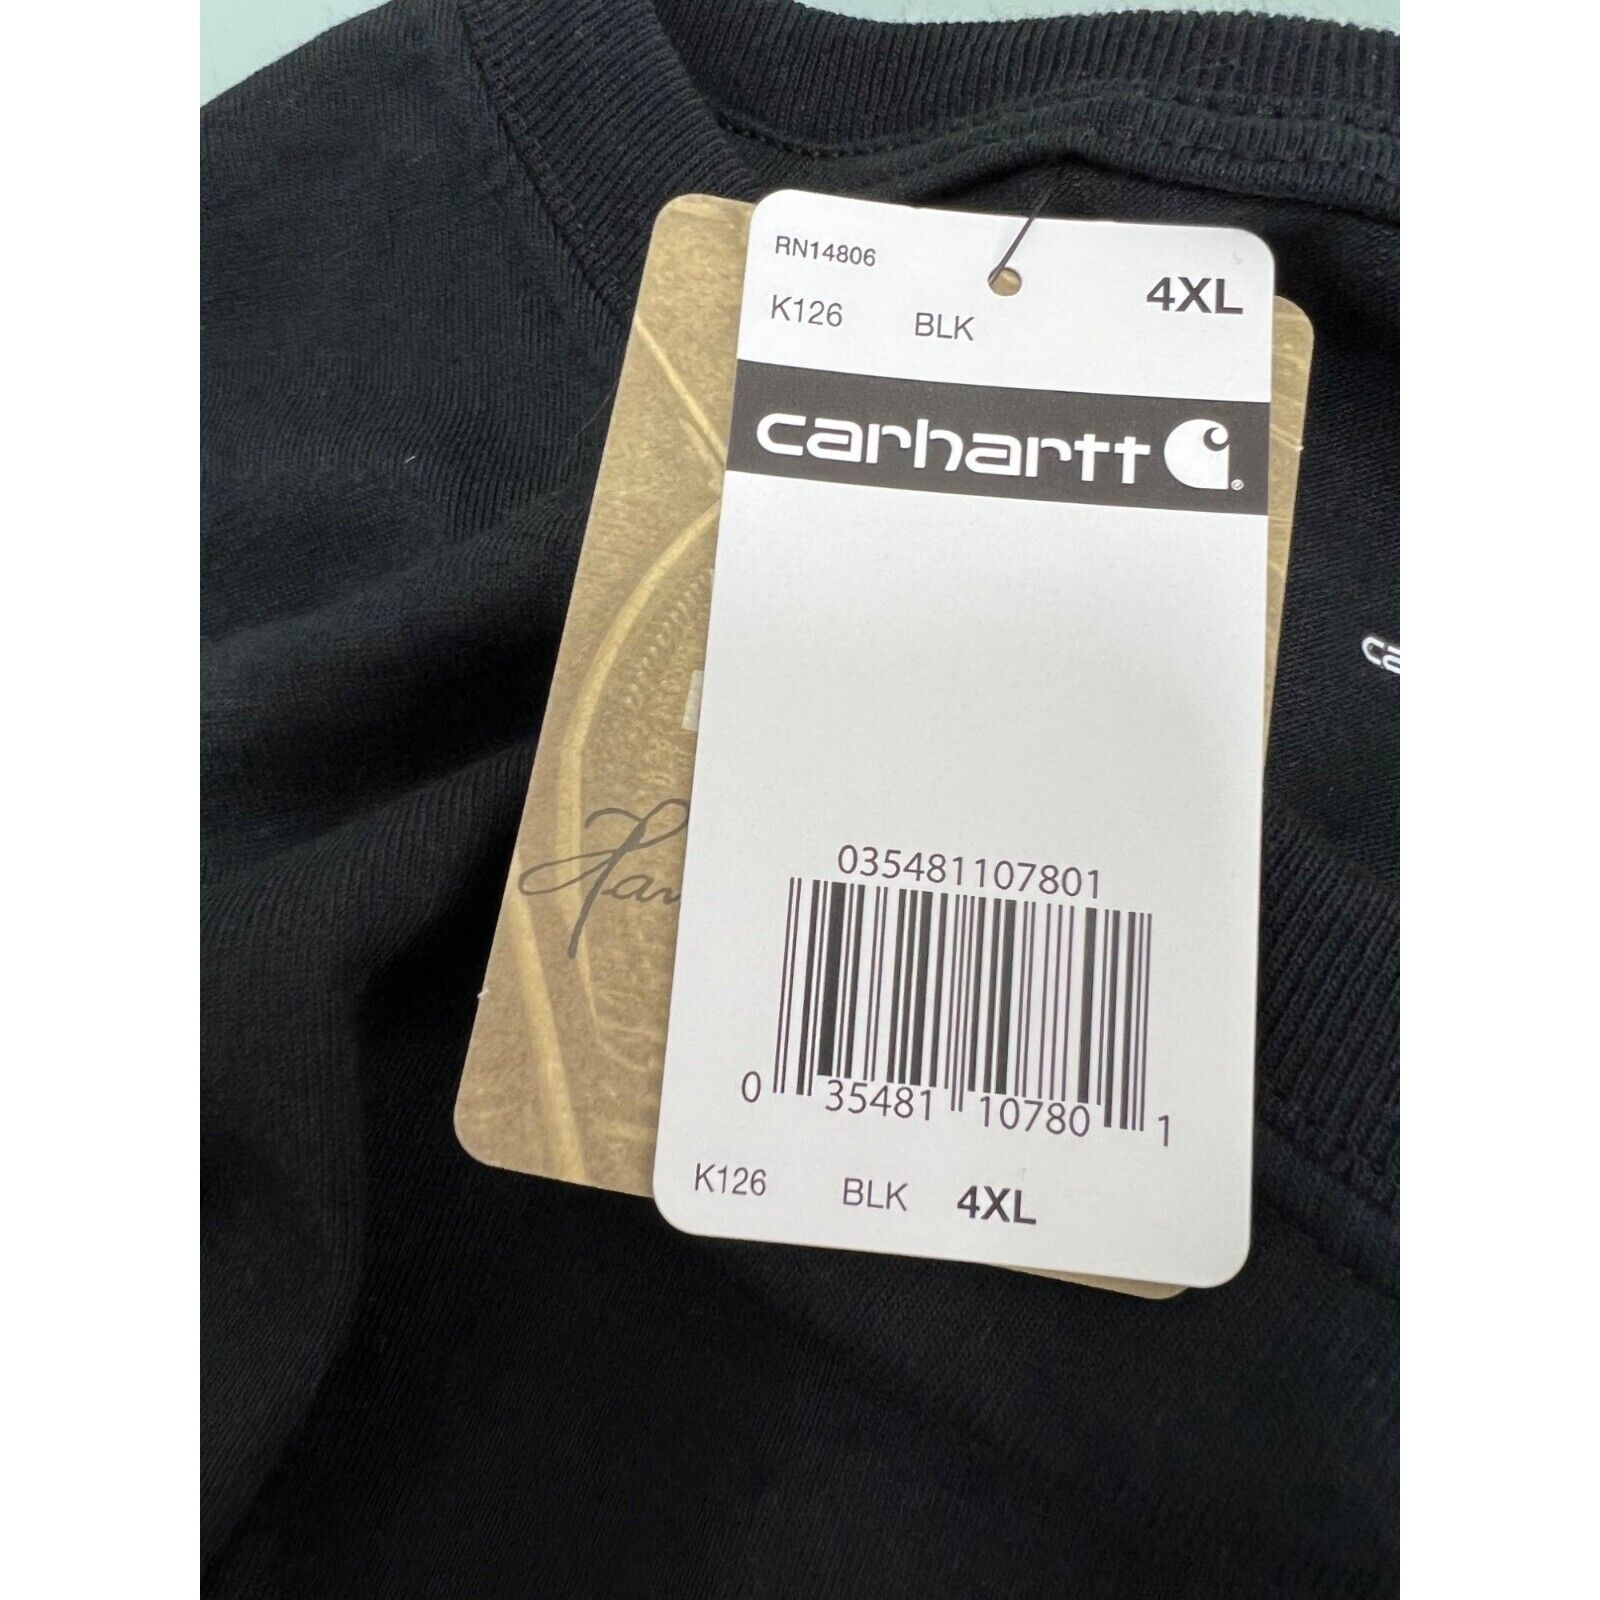 RN14806
K126 BLK 4XL
carhartt
035481107801
0 35481 10780 1
K126 BLK 4XL